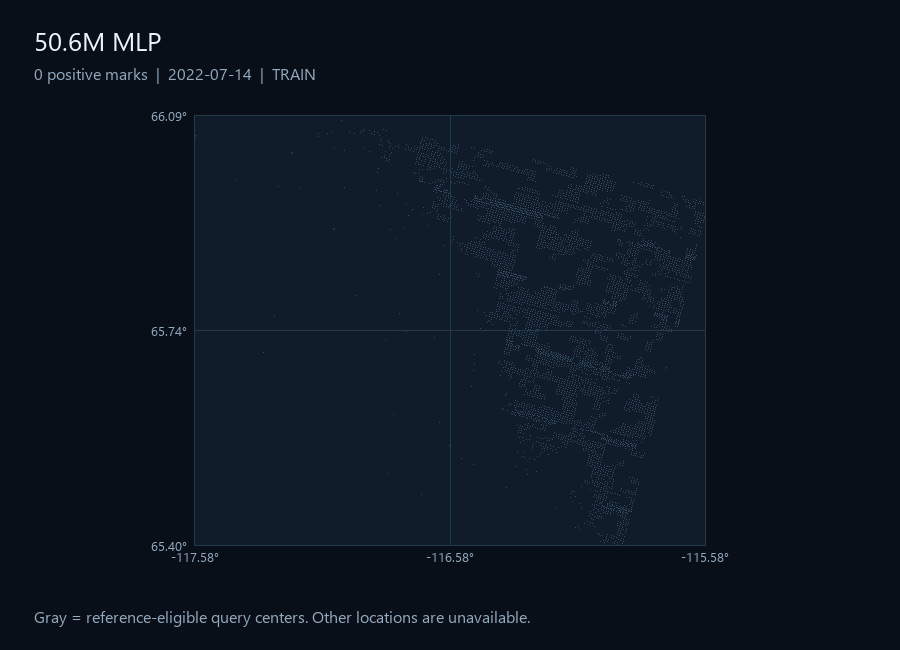 50.6M MLP
0 positive marks | 2022-07-14 | TRAIN
66.09°
65.74°
65.40°
-117.58° -116.58° -115.58°
Gray = reference-eligible query centers. Other locations are unavailable.